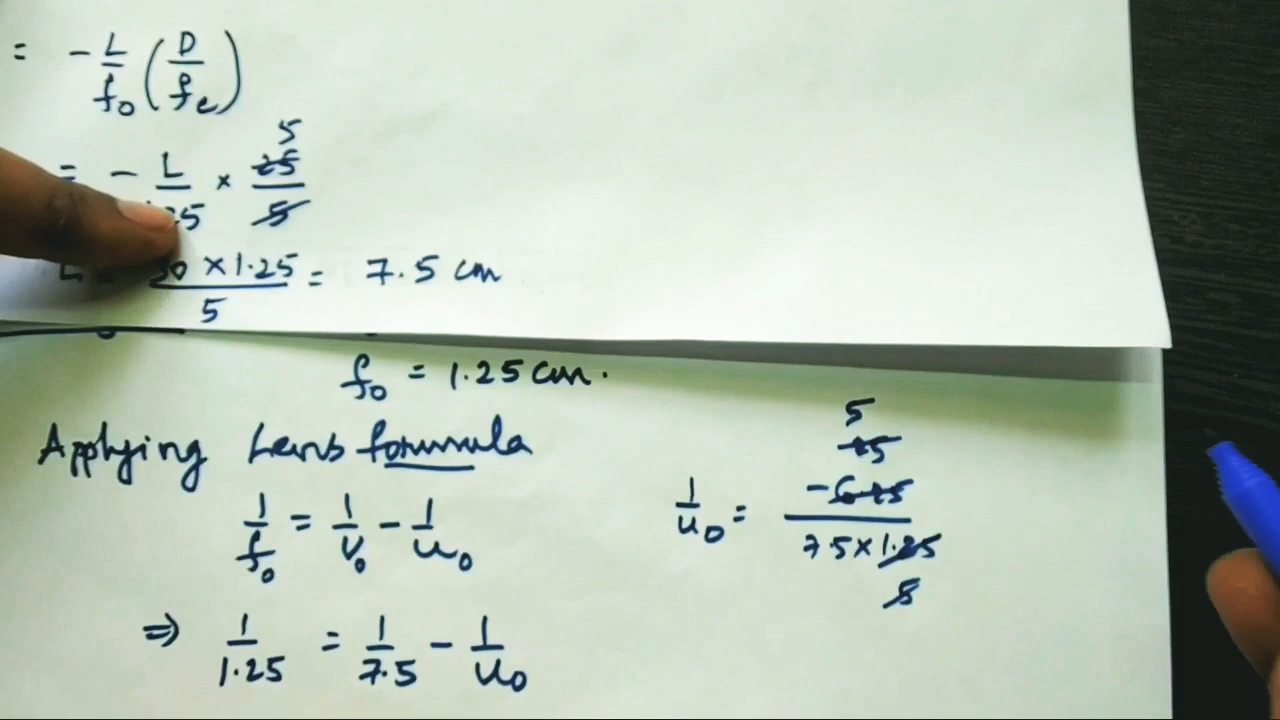 = - L/f₀ (D/fe)
5
= - L/25 × 25/5
30 × 1.25/5 = 7.5 cm
f₀ = 1.25 cm.
Applying Lens formula
1/f₀ = 1/V₀ - 1/u₀
⇒ 1/1.25 = 1/7.5 - 1/u₀
5
25
1/u₀ = -6.25/7.5×1.25
5